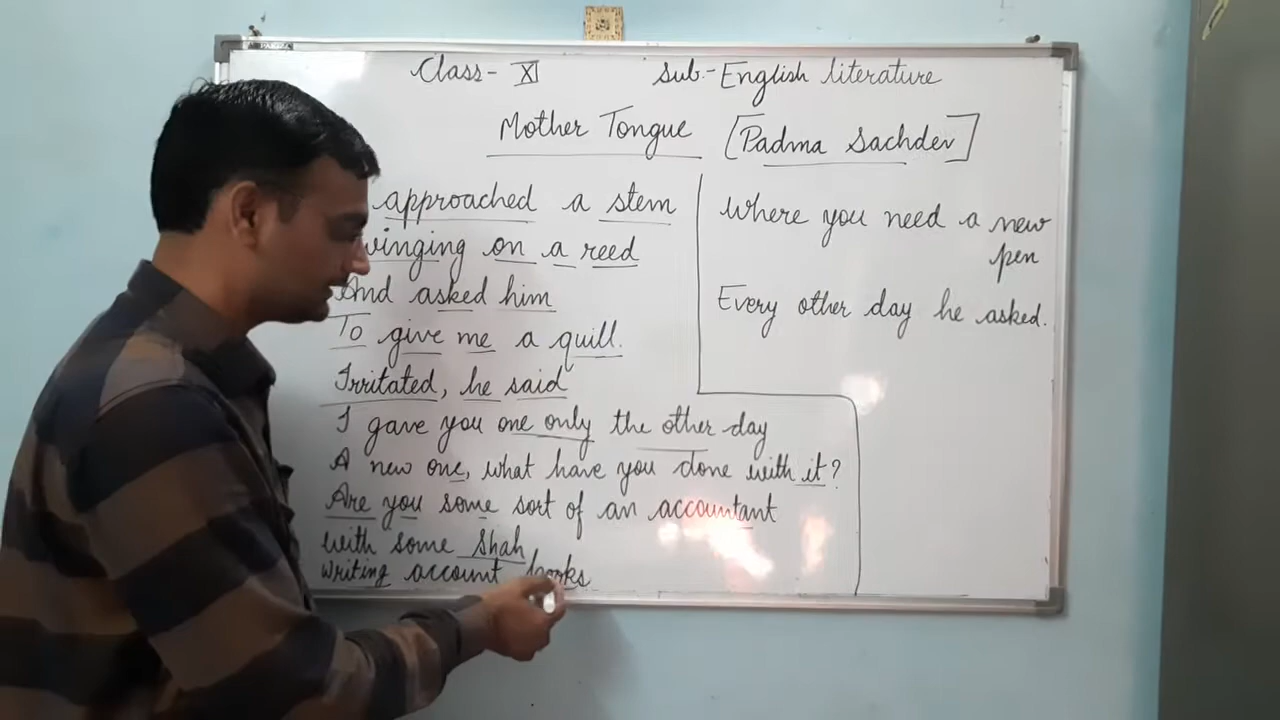 Class - XI
Sub. - English literature
Mother Tongue [Padma Sachdev]
approached a stem
winging on a reed
And asked him
To give me a quill.
Irritated, he said
I gave you one only the other day
A new one, what have you done with it?
Are you some sort of an accountant
with some Shah
writing account books
Where you need a new
pen
Every other day he asked.